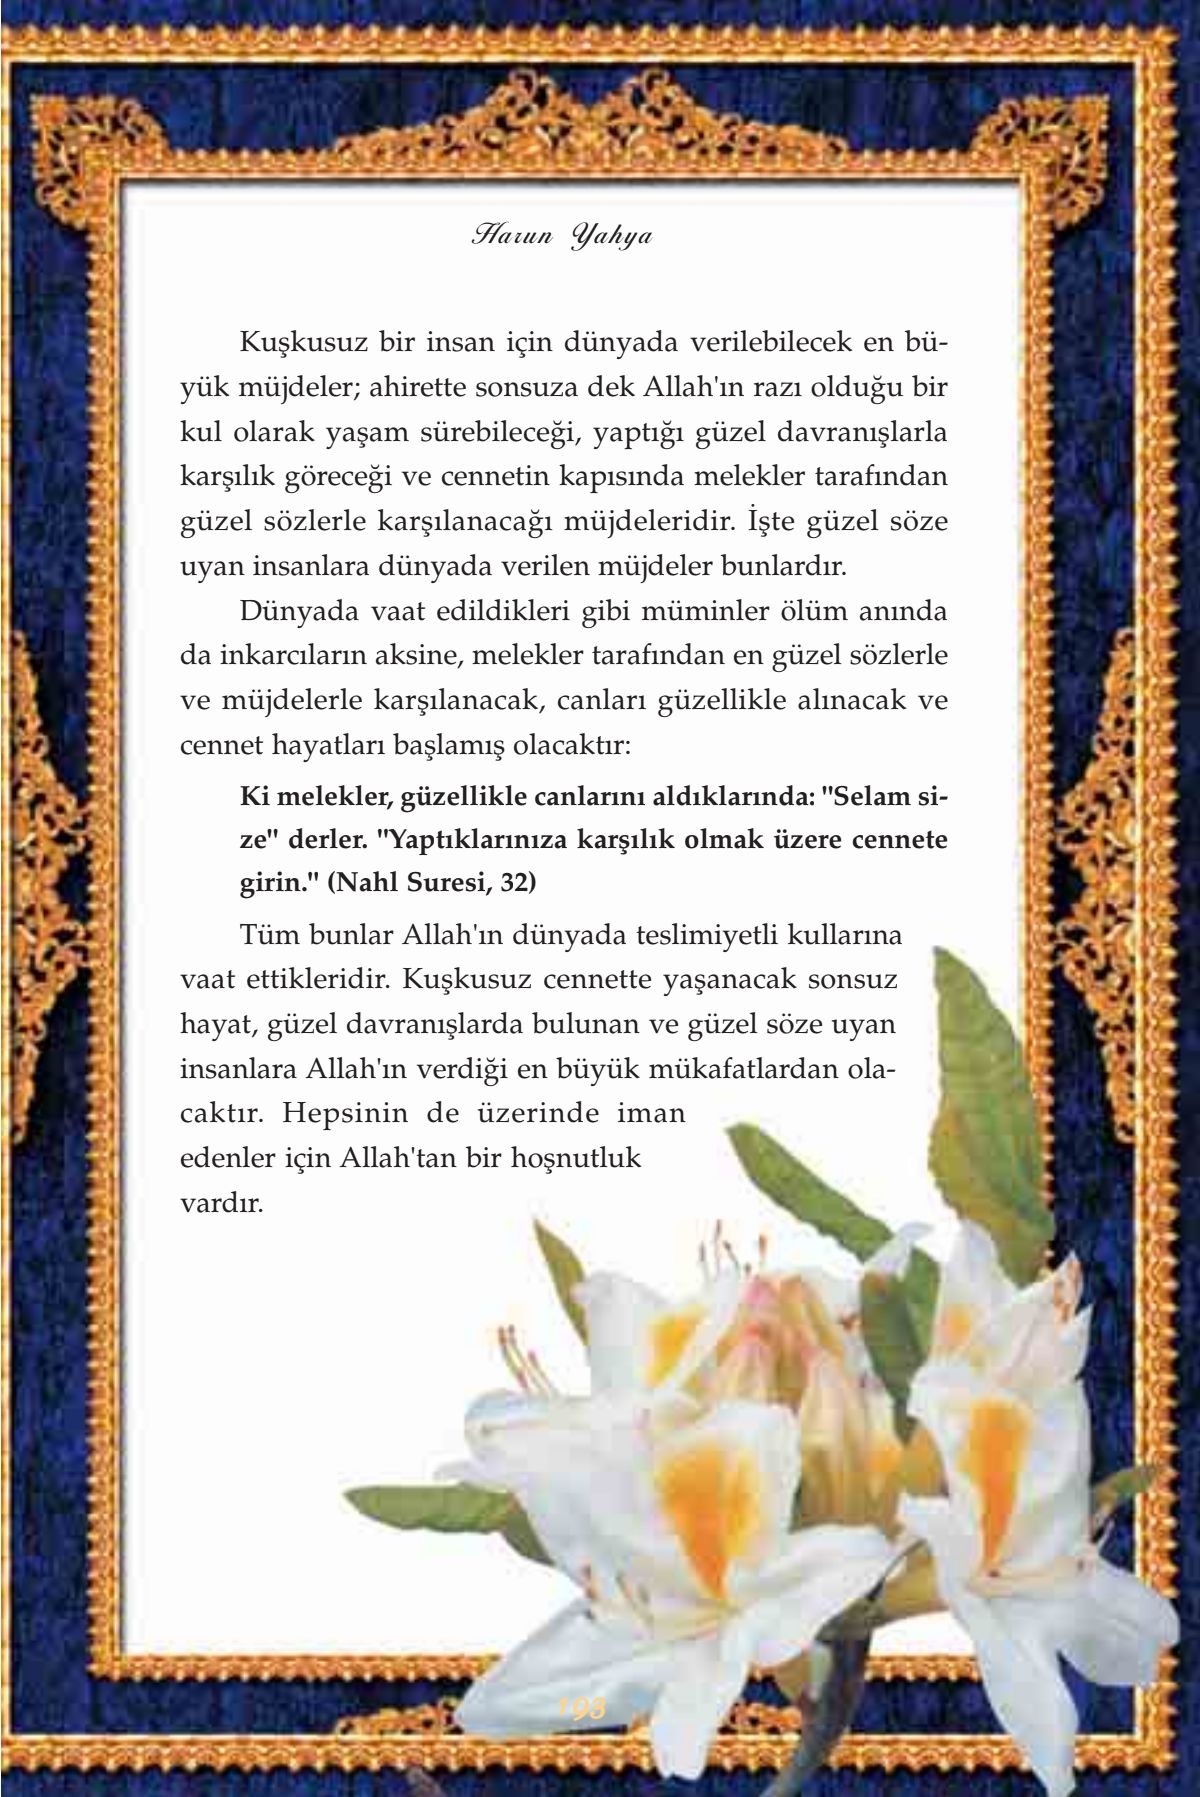 Harun Yahya
Kuşkusuz bir insan için dünyada verilebilecek en bü-
yük müjdeler; ahirette sonsuza dek Allah'ın razı olduğu bir
kul olarak yaşam sürebileceği, yaptığı güzel davranışlarla
karşılık göreceği ve cennetin kapısında melekler tarafından
güzel sözlerle karşılanacağı müjdeleridir. İşte güzel söze
uyan insanlara dünyada verilen müjdeler bunlardır.
Dünyada vaat edildikleri gibi müminler ölüm anında
da inkarcıların aksine, melekler tarafından en güzel sözlerle
ve müjdelerle karşılanacak, canları güzellikle alınacak ve
cennet hayatları başlamış olacaktır:
Ki melekler, güzellikle canlarını aldıklarında: "Selam si-
ze" derler. "Yaptıklarınıza karşılık olmak üzere cennete
girin." (Nahl Suresi, 32)
Tüm bunlar Allah'ın dünyada teslimiyetli kullarına
vaat ettikleridir. Kuşkusuz cennette yaşanacak sonsuz
hayat, güzel davranışlarda bulunan ve güzel söze uyan
insanlara Allah'ın verdiği en büyük mükafatlardan ola-
caktır. Hepsinin de üzerinde iman
edenler için Allah'tan bir hoşnutluk
vardır.
193